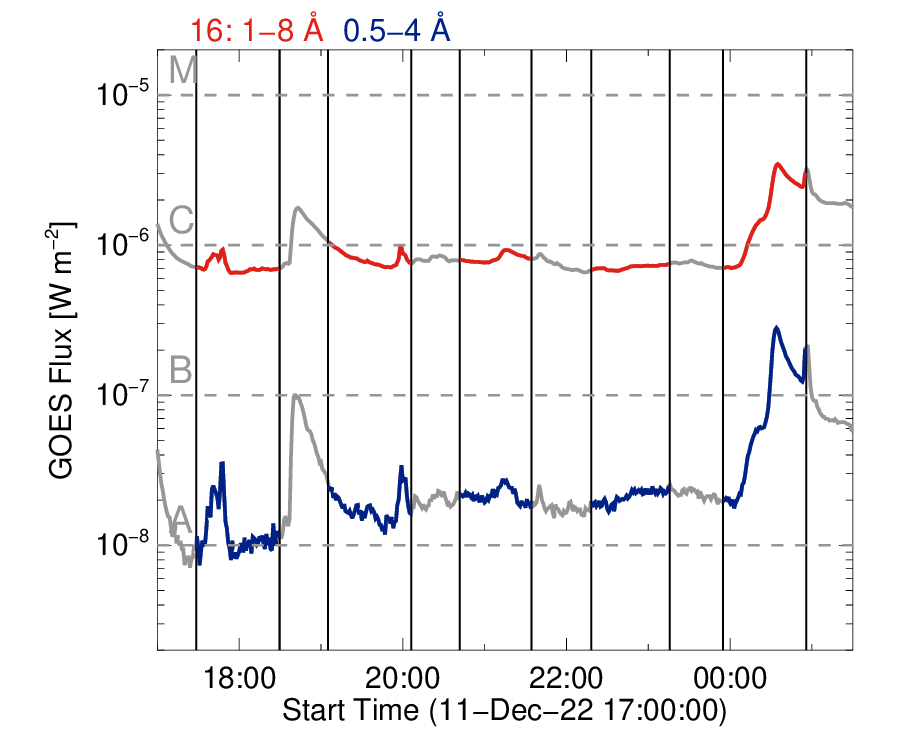 16: 1−8 Å 0.5−4 Å
M
10⁻⁵
C
10⁻⁶
B
10⁻⁷
A
10⁻⁸
GOES Flux [W m⁻²]
18:00 20:00 22:00 00:00
Start Time (11−Dec−22 17:00:00)